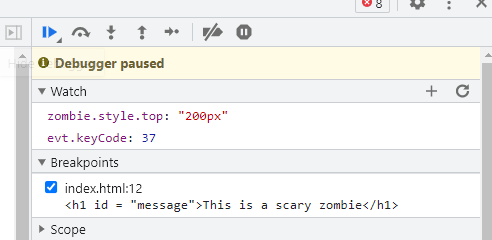 8
Debugger paused
Watch
zombie.style.top: "200px"
evt.keyCode: 37
Breakpoints
index.html:12
<h1 id = "message">This is a scary zombie</h1>
Scope